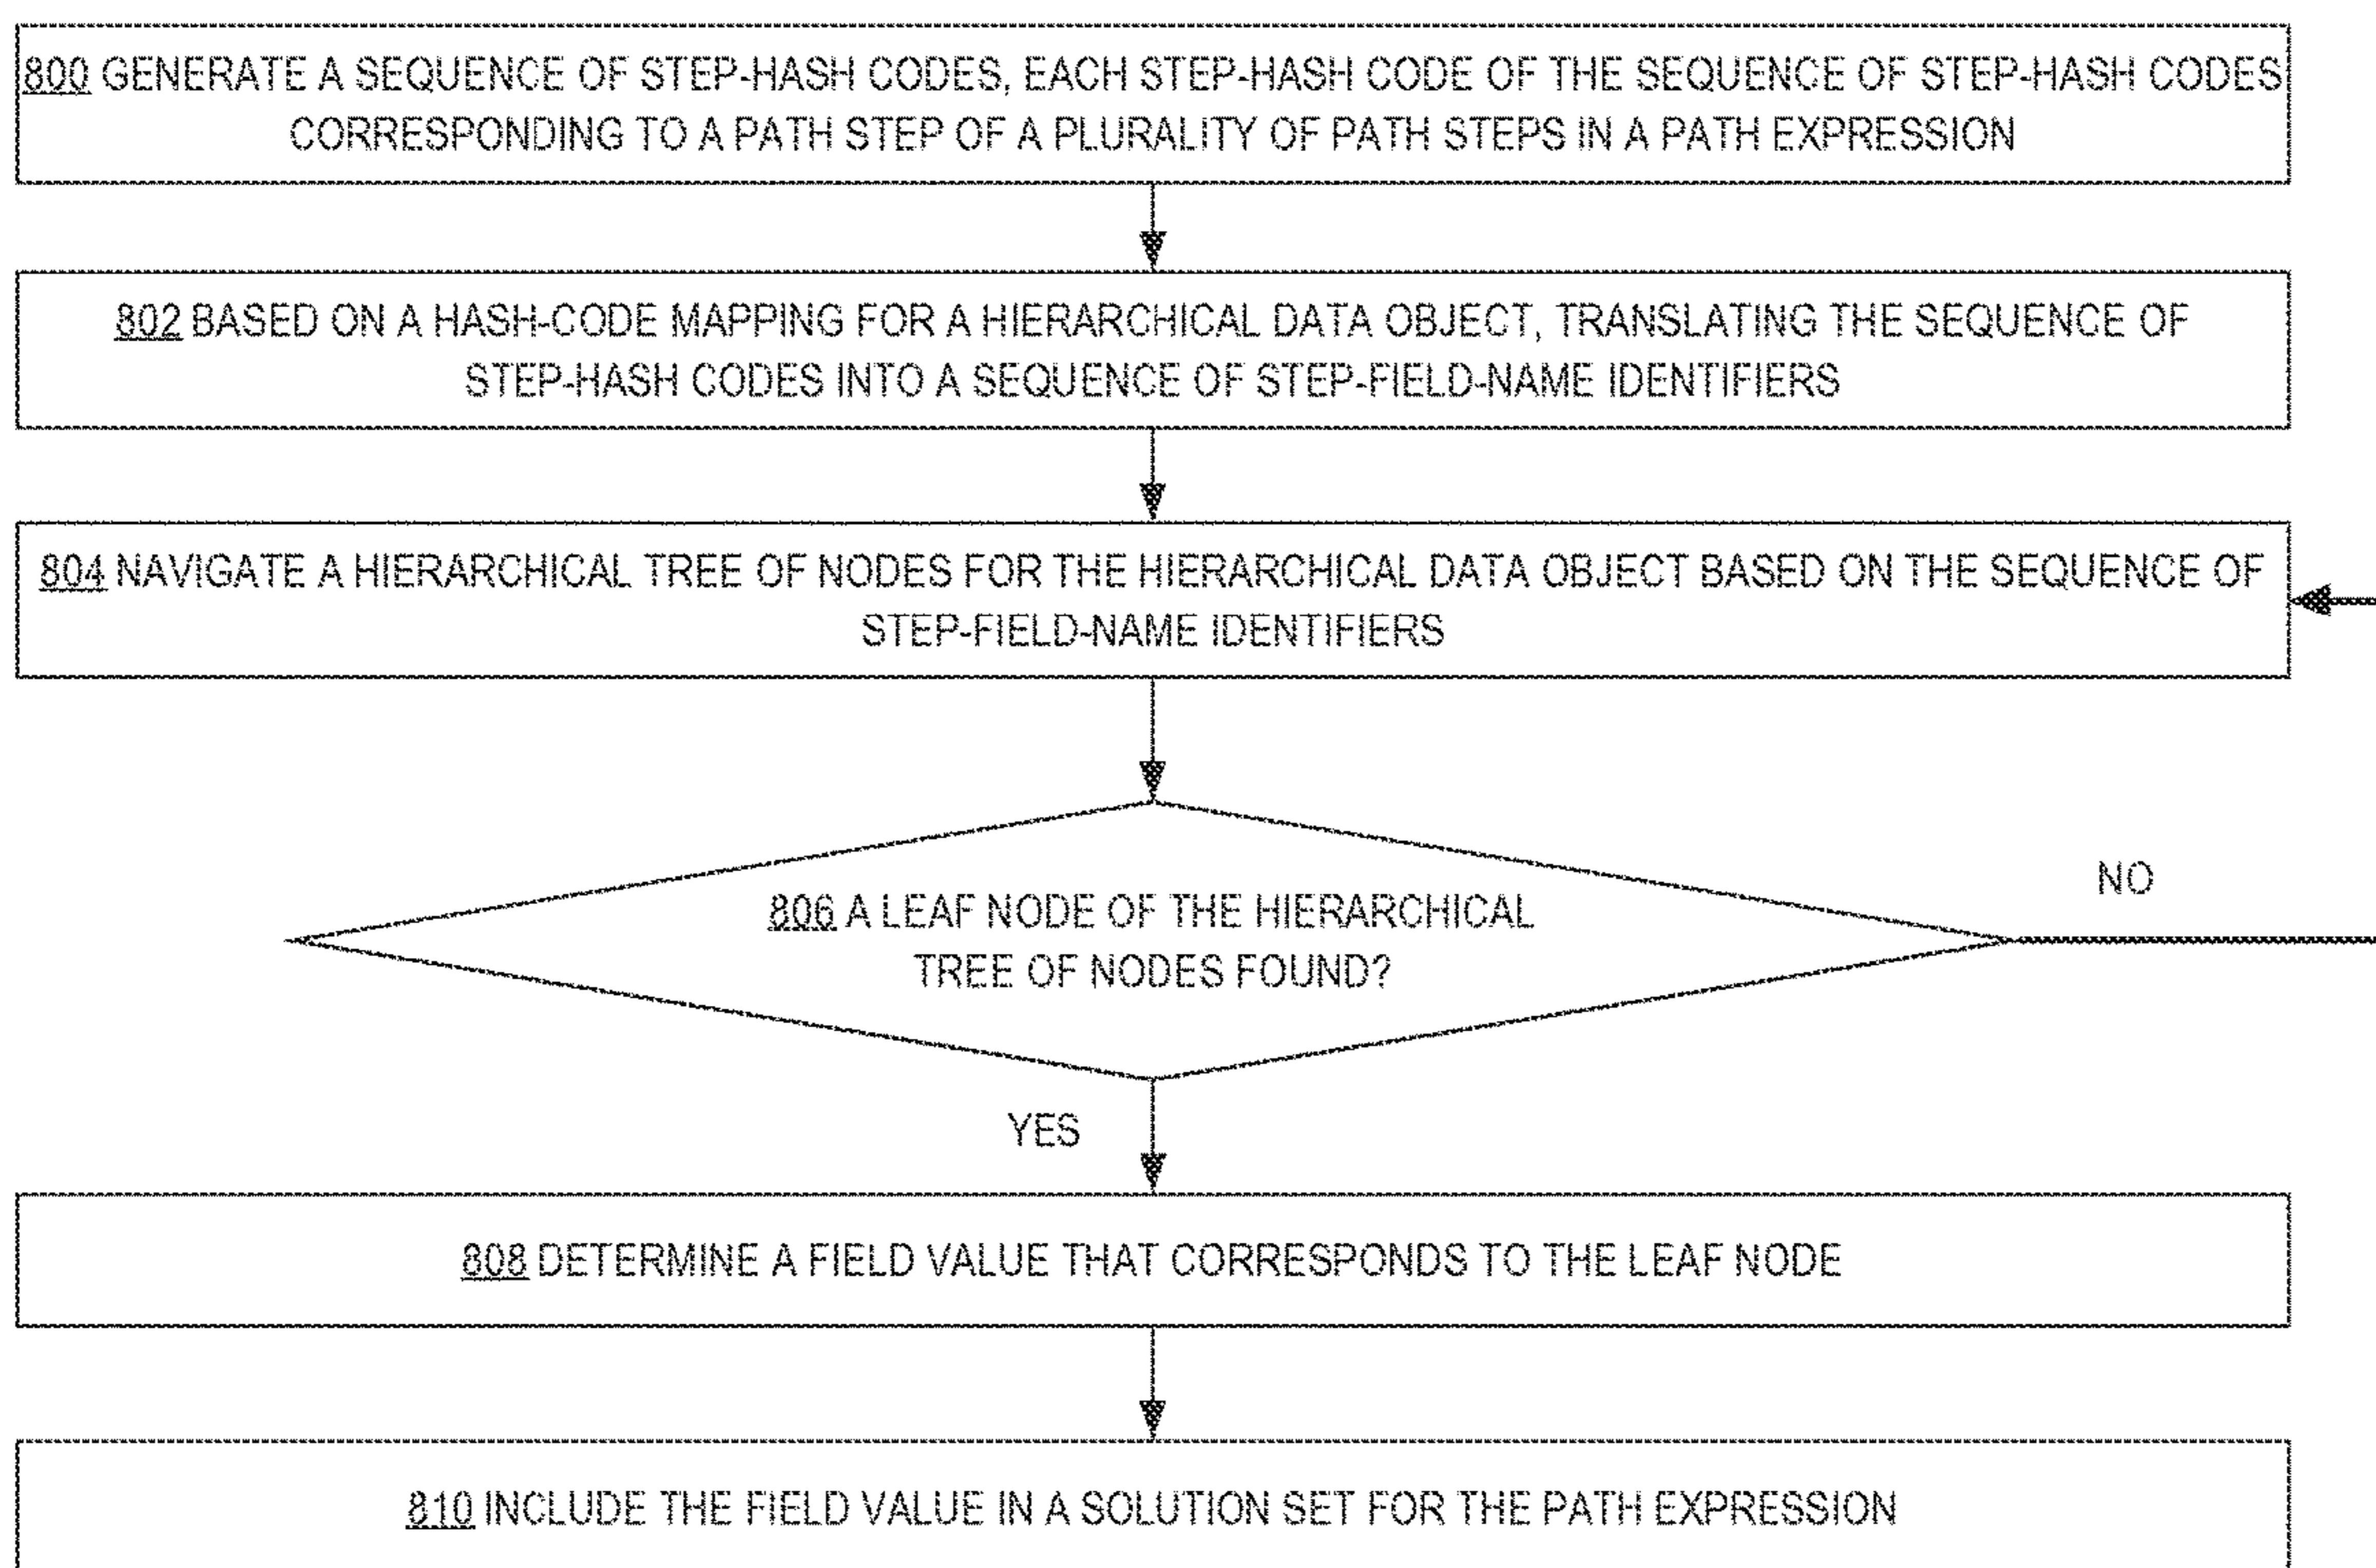 800 GENERATE A SEQUENCE OF STEP-HASH CODES, EACH STEP-HASH CODE OF THE SEQUENCE OF STEP-HASH CODES
CORRESPONDING TO A PATH STEP OF A PLURALITY OF PATH STEPS IN A PATH EXPRESSION
802 BASED ON A HASH-CODE MAPPING FOR A HIERARCHICAL DATA OBJECT, TRANSLATING THE SEQUENCE OF
STEP-HASH CODES INTO A SEQUENCE OF STEP-FIELD-NAME IDENTIFIERS
804 NAVIGATE A HIERARCHICAL TREE OF NODES FOR THE HIERARCHICAL DATA OBJECT BASED ON THE SEQUENCE OF
STEP-FIELD-NAME IDENTIFIERS
NO
806 A LEAF NODE OF THE HIERARCHICAL
TREE OF NODES FOUND?
YES
808 DETERMINE A FIELD VALUE THAT CORRESPONDS TO THE LEAF NODE
810 INCLUDE THE FIELD VALUE IN A SOLUTION SET FOR THE PATH EXPRESSION